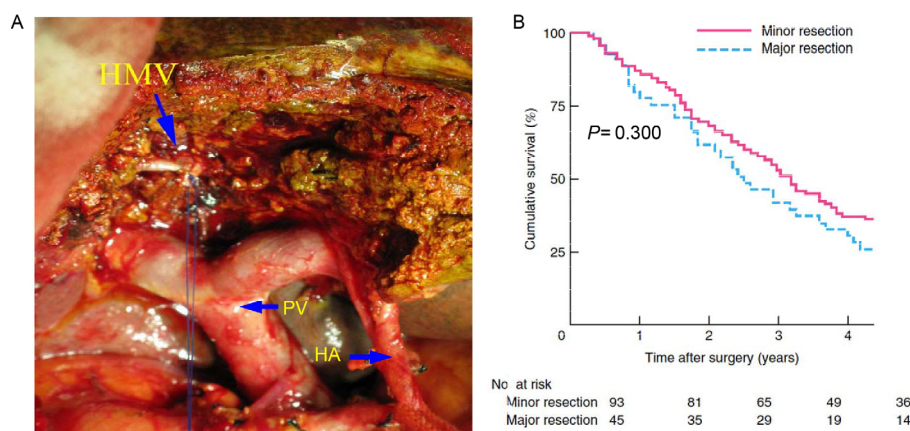 A
HMV
PV
HA
B
Minor resection
Major resection
P= 0.300
Cumulative survival (%)
100
75
50
25
0 1 2 3 4
Time after surgery (years)
No at risk
Minor resection 93 81 65 49 36
Major resection 45 35 29 19 14